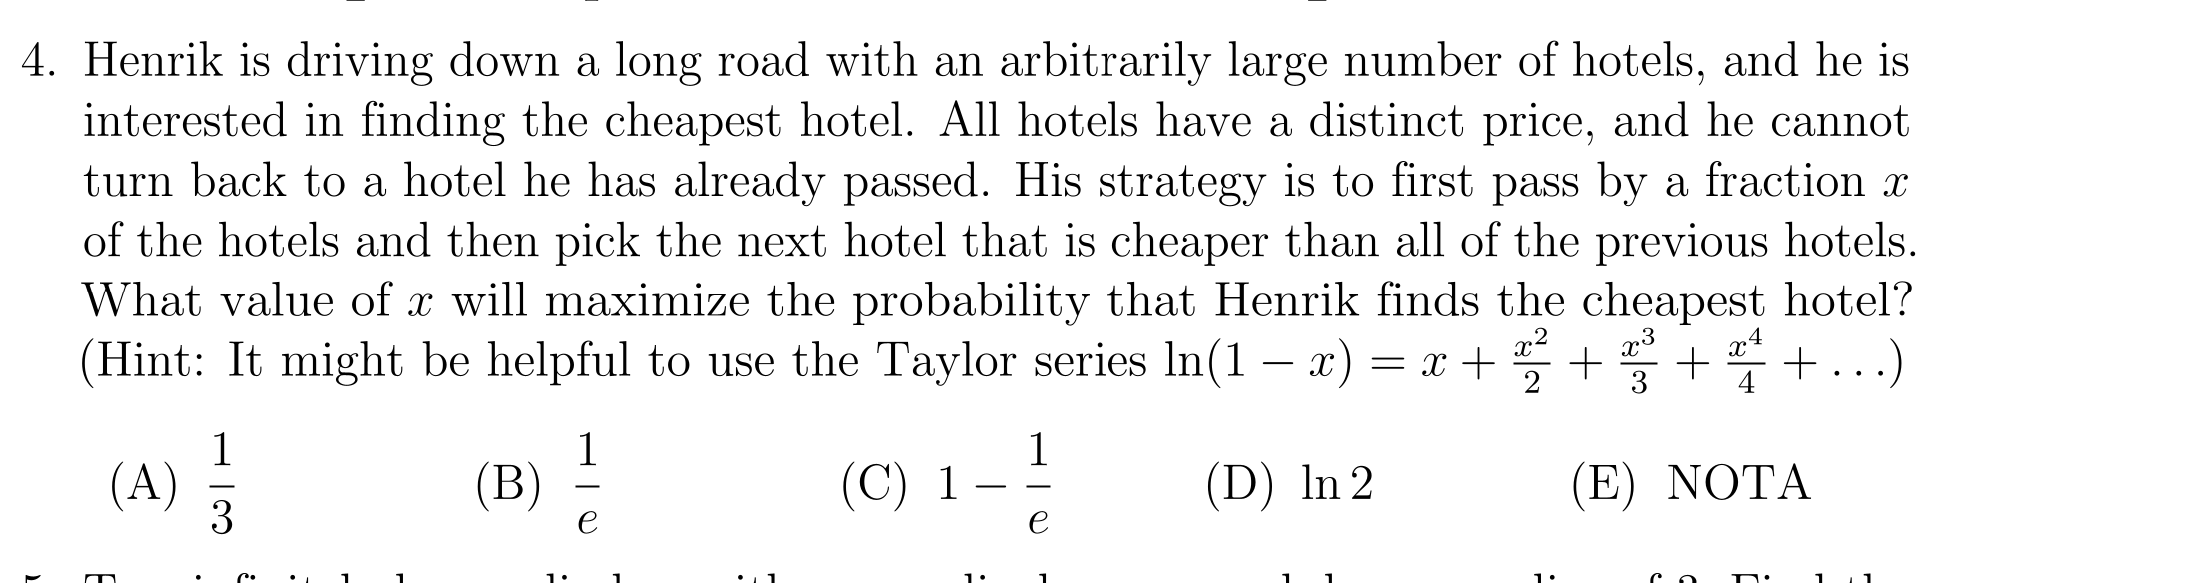 4. Henrik is driving down a long road with an arbitrarily large number of hotels, and he is
interested in finding the cheapest hotel. All hotels have a distinct price, and he cannot
turn back to a hotel he has already passed. His strategy is to first pass by a fraction x
of the hotels and then pick the next hotel that is cheaper than all of the previous hotels.
What value of x will maximize the probability that Henrik finds the cheapest hotel?
(Hint: It might be helpful to use the Taylor series ln(1 − x) = x + x²/2 + x³/3 + x⁴/4 + ...)
(A) 1/3 (B) 1/e (C) 1 − 1/e (D) ln 2 (E) NOTA